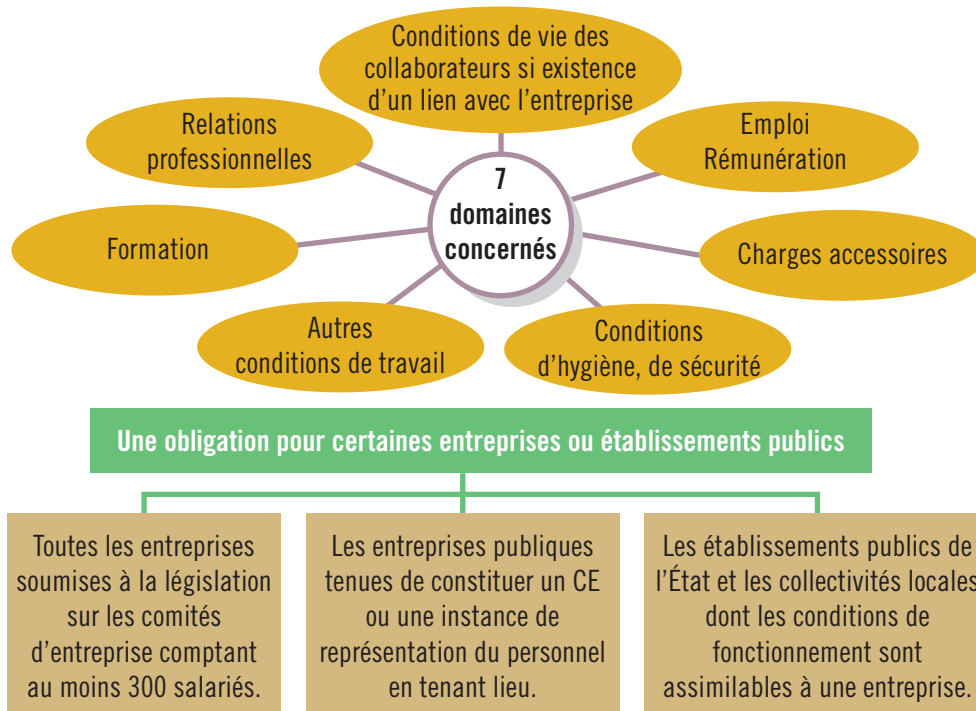 Conditions de vie des
collaborateurs si existence
d'un lien avec l'entreprise
Relations
professionnelles
Emploi
Rémunération
7
domaines
concernés
Formation
Charges accessoires
Autres
conditions de travail
Conditions
d'hygiène, de sécurité
Une obligation pour certaines entreprises ou établissements publics
Toutes les entreprises
soumises à la législation
sur les comités
d'entreprise comptant
au moins 300 salariés.
Les entreprises publiques
tenues de constituer un CE
ou une instance de
représentation du personnel
en tenant lieu.
Les établissements publics de
l'État et les collectivités locales
dont les conditions de
fonctionnement sont
assimilables à une entreprise.